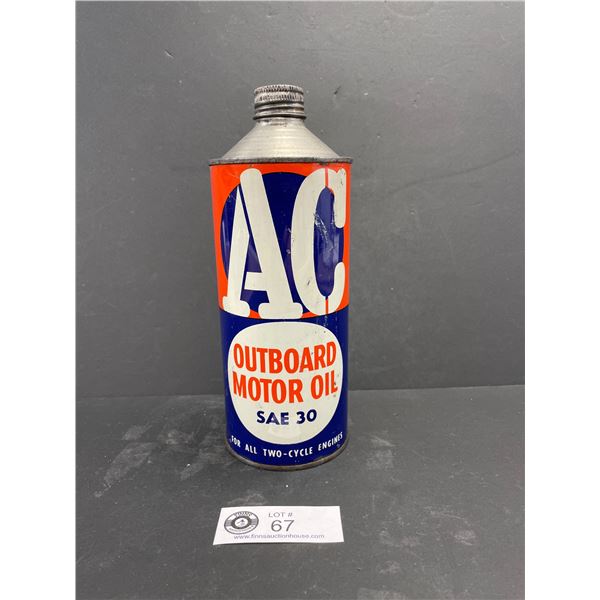 AC
OUTBOARD
MOTOR OIL
SAE 30
FOR ALL TWO-CYCLE ENGINES
LOT #
67
www.finnsauctionhouse.com